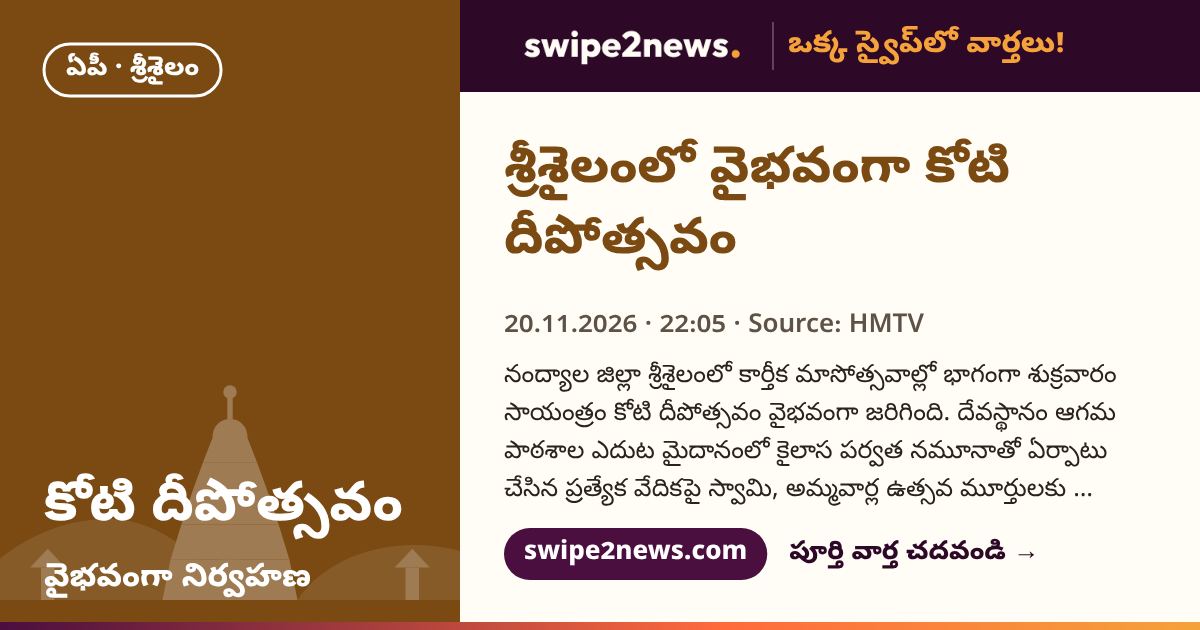 ఏపీ · శ్రీశైలం
swipe2news.
ఒక్క స్వైప్‌లో వార్తలు!
శ్రీశైలంలో వైభవంగా కోటి
దీపోత్సవం
20.11.2026 · 22:05 · Source: HMTV
నంద్యాల జిల్లా శ్రీశైలంలో కార్తీక మాసోత్సవాల్లో భాగంగా శుక్రవారం
సాయంత్రం కోటి దీపోత్సవం వైభవంగా జరిగింది. దేవస్థానం ఆగమ
పాఠశాల ఎదుట మైదానంలో కైలాస పర్వత నమూనాతో ఏర్పాటు
చేసిన ప్రత్యేక వేదికపై స్వామి, అమ్మవార్ల ఉత్సవ మూర్తులకు ...
కోటి దీపోత్సవం
వైభవంగా నిర్వహణ
swipe2news.com
పూర్తి వార్త చదవండి →